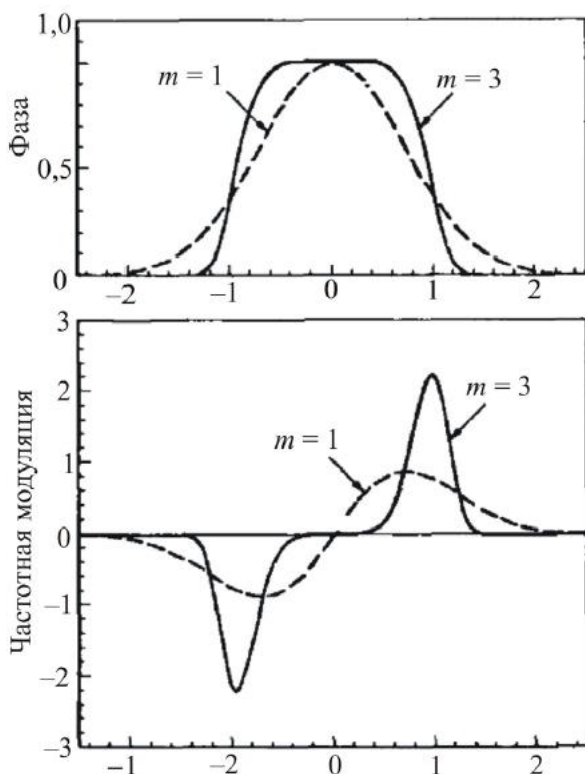 1,0
m = 1
m = 3
Фаза
0,5
0
–2 –1 0 1 2
3
2
m = 3
m = 1
1
Частотная модуляция
0
–1
–2
–3
–1 –2 0 1 2